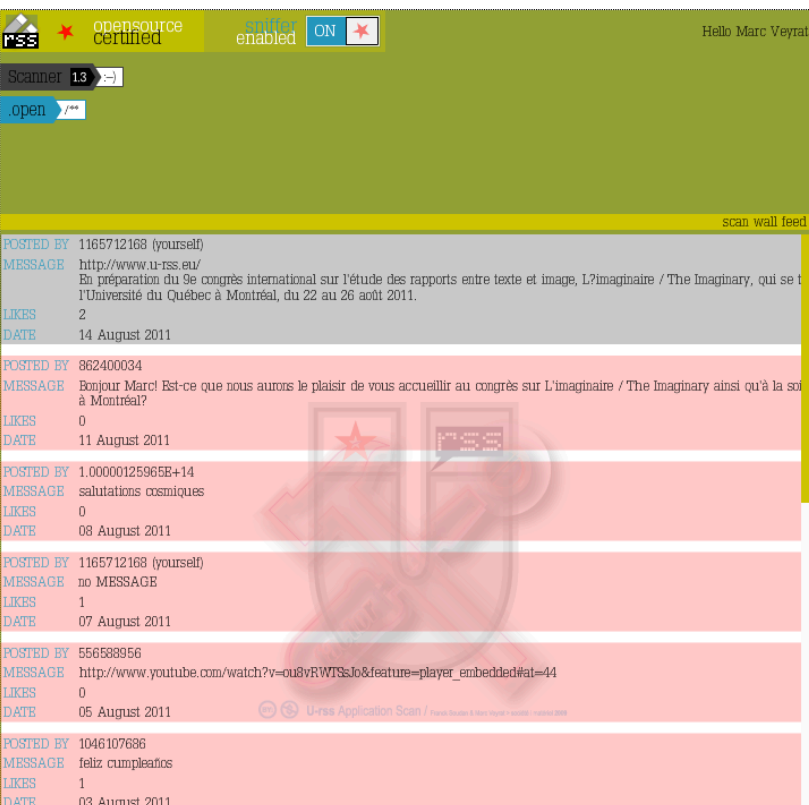 rss
opensource
certified
sniffer
enabled
ON
Hello Marc Veyrat
Scanner 1.3 :-)
.open /**
scan wall feed
POSTED BY 1165712168 (yourself)
MESSAGE http://www.u-rss.eu/
En préparation du 9e congrès international sur l'étude des rapports entre texte et image, L?imaginaire / The Imaginary, qui se t
l'Université du Québec à Montréal, du 22 au 26 août 2011.
LIKES 2
DATE 14 August 2011
POSTED BY 862400034
MESSAGE Bonjour Marc! Est-ce que nous aurons le plaisir de vous accueillir au congrès sur L'imaginaire / The Imaginary ainsi qu'à la soi
à Montréal?
LIKES 0
DATE 11 August 2011
rss
POSTED BY 1.00000125965E+14
MESSAGE salutations cosmiques
LIKES 0
DATE 08 August 2011
POSTED BY 1165712168 (yourself)
MESSAGE no MESSAGE
LIKES 1
DATE 07 August 2011
POSTED BY 556588956
MESSAGE http://www.youtube.com/watch?v=ou8vRWTSsJo&feature=player_embedded#at=44
LIKES 0
DATE 05 August 2011
U-rss Application Scan /
POSTED BY 1046107686
MESSAGE feliz cumpleaños
LIKES 1
DATE 03 August 2011